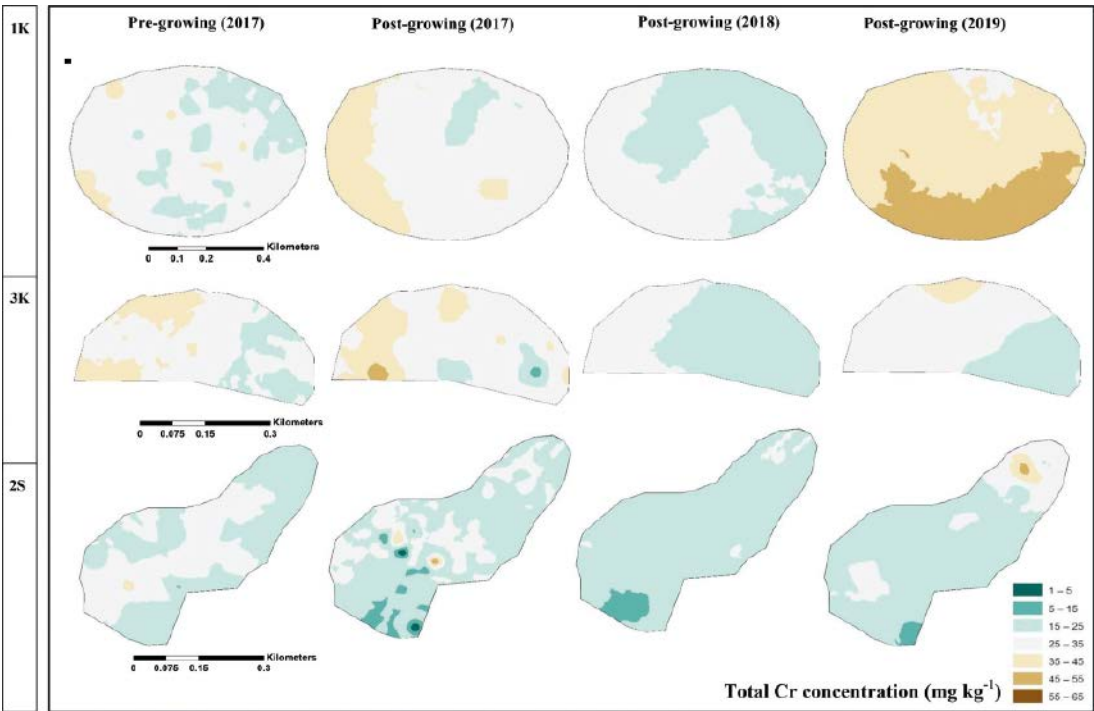 1K
Pre-growing (2017)
Post-growing (2017)
Post-growing (2018)
Post-growing (2019)
Kilometers
0 0.1 0.2 0.4
3K
Kilometers
0 0.075 0.15 0.3
2S
Kilometers
0 0.075 0.15 0.3
1 – 5
5 – 15
15 – 25
25 – 35
35 – 45
45 – 55
55 – 65
Total Cr concentration (mg kg⁻¹)